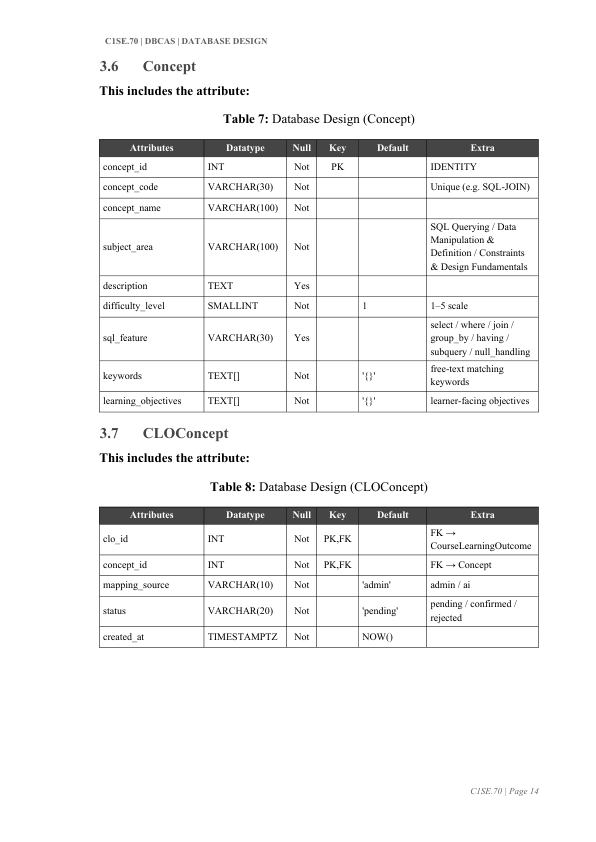 C1SE.70 | DBCAS | DATABASE DESIGN
3.6 Concept
This includes the attribute:
Table 7: Database Design (Concept)
Attributes Datatype Null Key Default Extra
concept_id INT Not PK IDENTITY
concept_code VARCHAR(30) Not Unique (e.g. SQL-JOIN)
concept_name VARCHAR(100) Not
subject_area VARCHAR(100) Not SQL Querying / Data
Manipulation &
Definition / Constraints
& Design Fundamentals
description TEXT Yes
difficulty_level SMALLINT Not 1 1–5 scale
sql_feature VARCHAR(30) Yes select / where / join /
group_by / having /
subquery / null_handling
keywords TEXT[] Not '{}' free-text matching
keywords
learning_objectives TEXT[] Not '{}' learner-facing objectives
3.7 CLOConcept
This includes the attribute:
Table 8: Database Design (CLOConcept)
Attributes Datatype Null Key Default Extra
clo_id INT Not PK,FK FK →
CourseLearningOutcome
concept_id INT Not PK,FK FK → Concept
mapping_source VARCHAR(10) Not 'admin' admin / ai
status VARCHAR(20) Not 'pending' pending / confirmed /
rejected
created_at TIMESTAMPTZ Not NOW()
C1SE.70 | Page 14